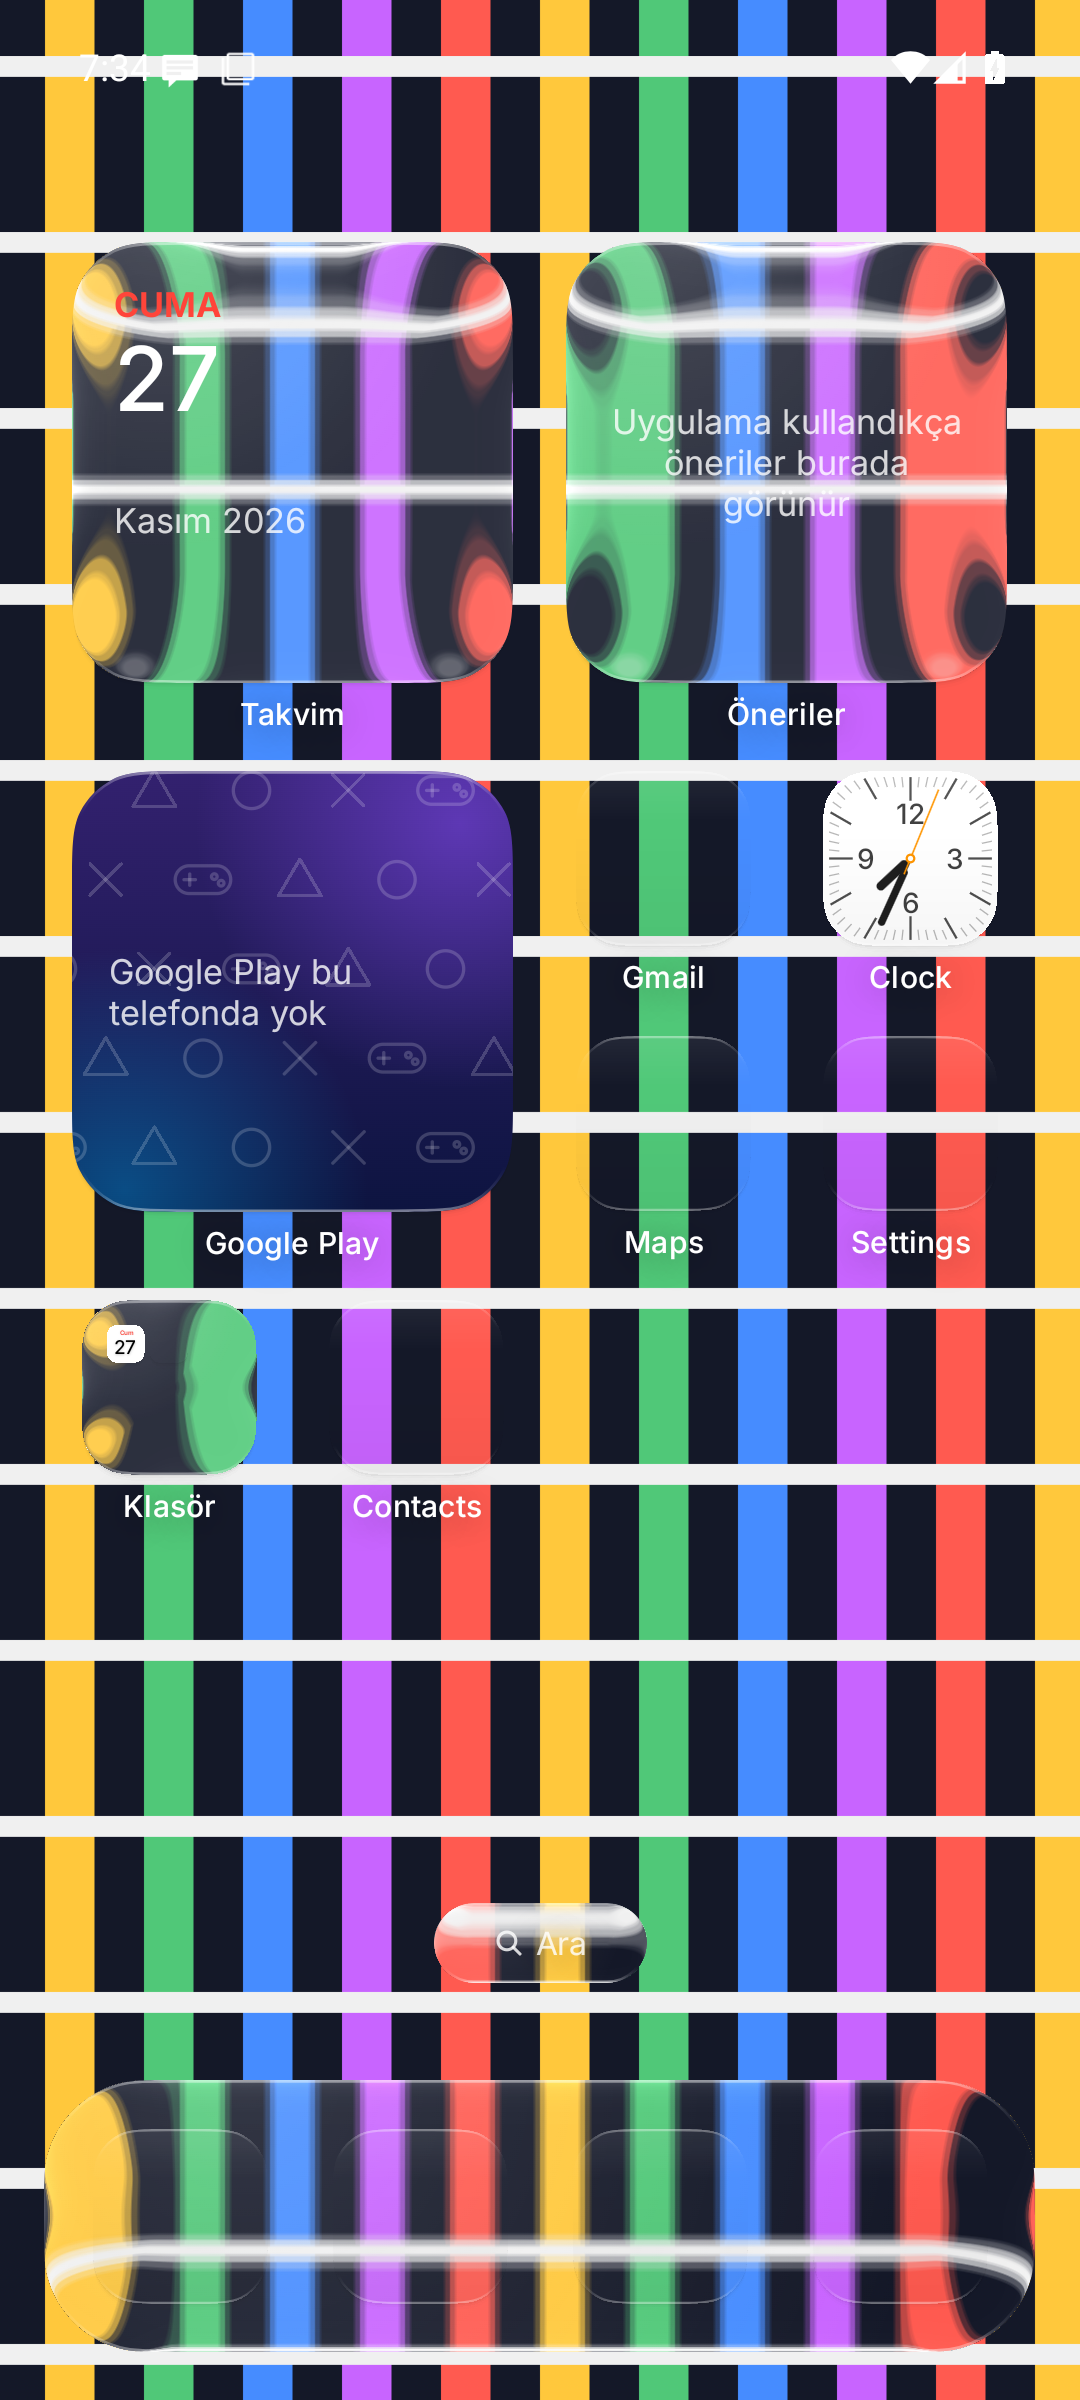 7:34
CUMA
27
Kasım 2026
Uygulama kullandıkça
öneriler burada
görünür
Takvim
Öneriler
Google Play bu
telefonda yok
12
9
3
6
Gmail
Clock
Google Play
Maps
Settings
Cum
27
Klasör
Contacts
Ara